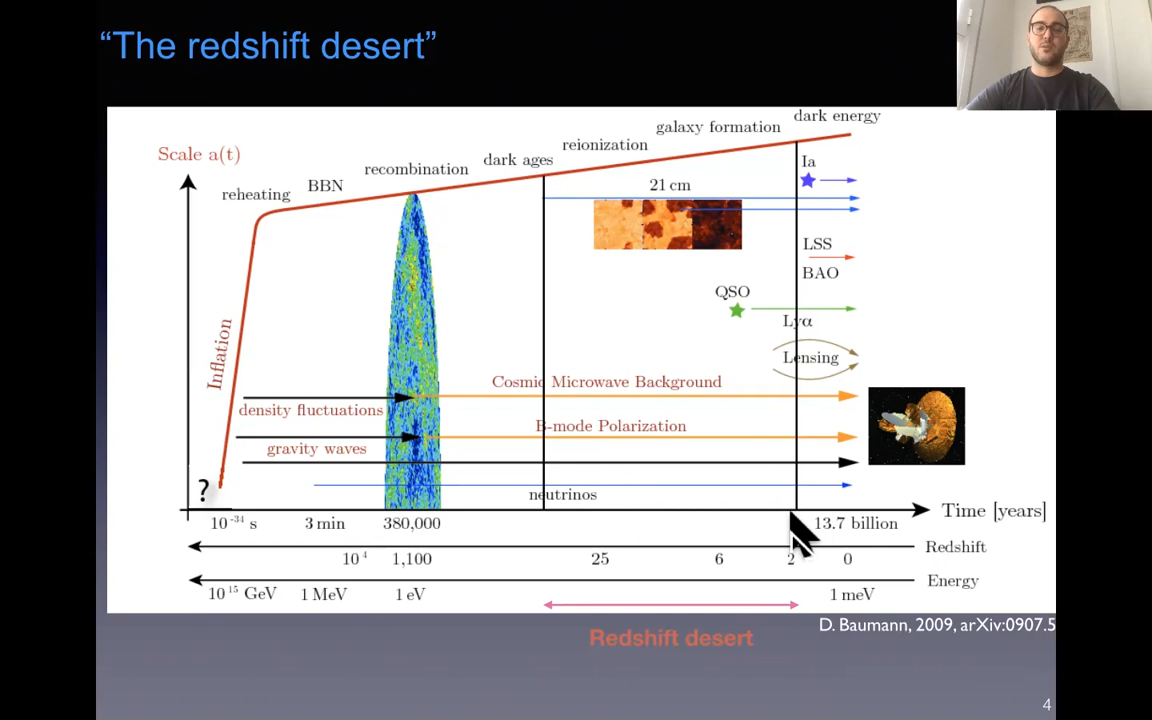 “The redshift desert”
dark energy
galaxy formation
reionization
Scale a(t)
dark ages
recombination
Ia
BBN
reheating
21 cm
LSS
BAO
QSO
Lyα
Inflation
Lensing
Cosmic Microwave Background
density fluctuations
B-mode Polarization
gravity waves
?
neutrinos
Time [years]
10⁻³⁴ s 3 min 380,000 13.7 billion
Redshift
10⁴ 1,100 25 6 2 0
Energy
10¹⁵ GeV 1 MeV 1 eV 1 meV
D. Baumann, 2009, arXiv:0907.5
Redshift desert
4